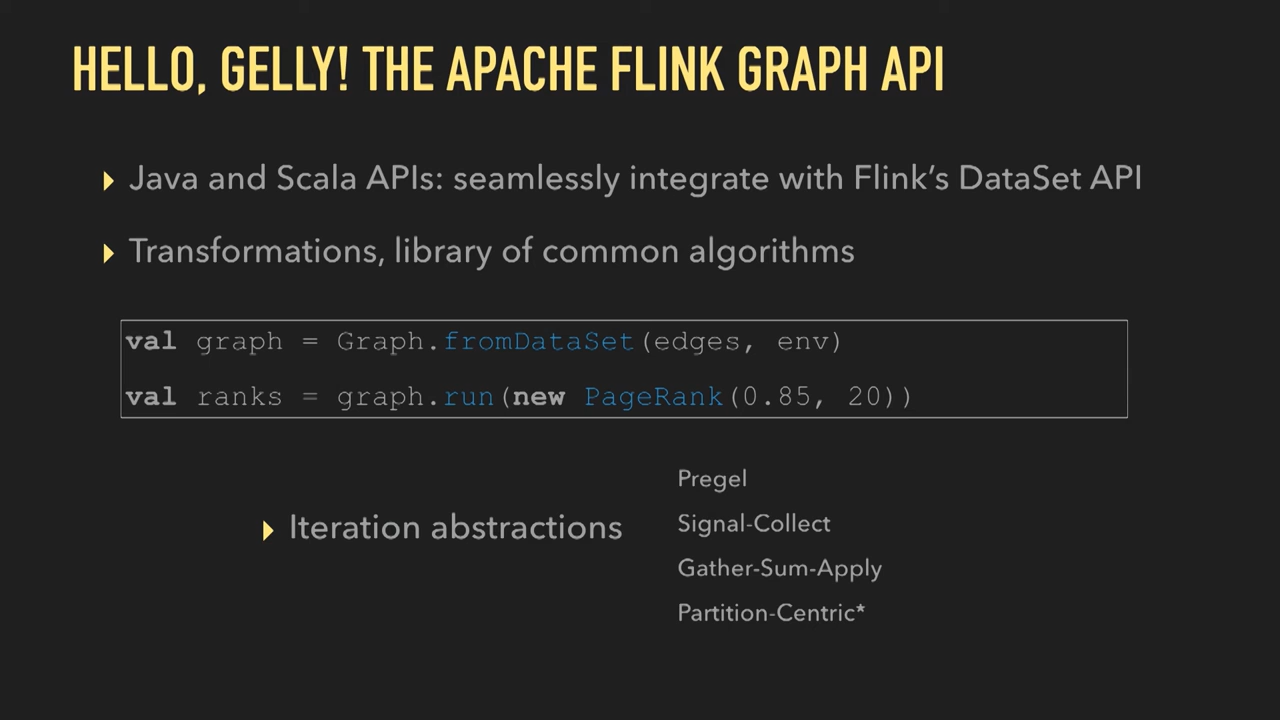 HELLO, GELLY! THE APACHE FLINK GRAPH API
Java and Scala APIs: seamlessly integrate with Flink’s DataSet API
Transformations, library of common algorithms
val graph = Graph.fromDataSet(edges, env)
val ranks = graph.run(new PageRank(0.85, 20))
Iteration abstractions
Pregel
Signal-Collect
Gather-Sum-Apply
Partition-Centric*